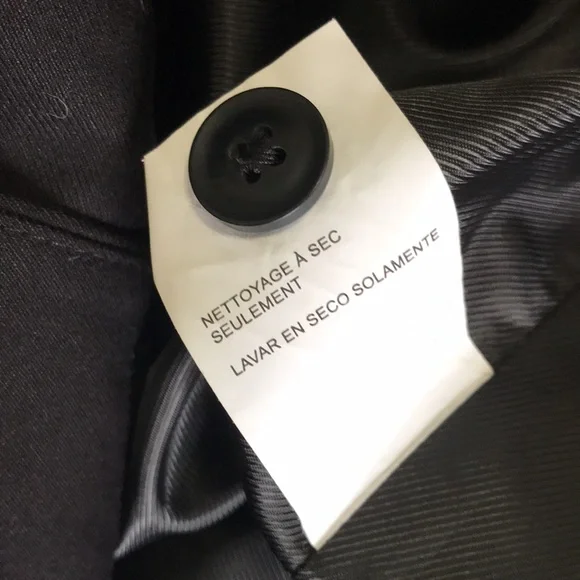 NETTOYAGE À SEC
SEULEMENT
LAVAR EN SECO SOLAMENTE